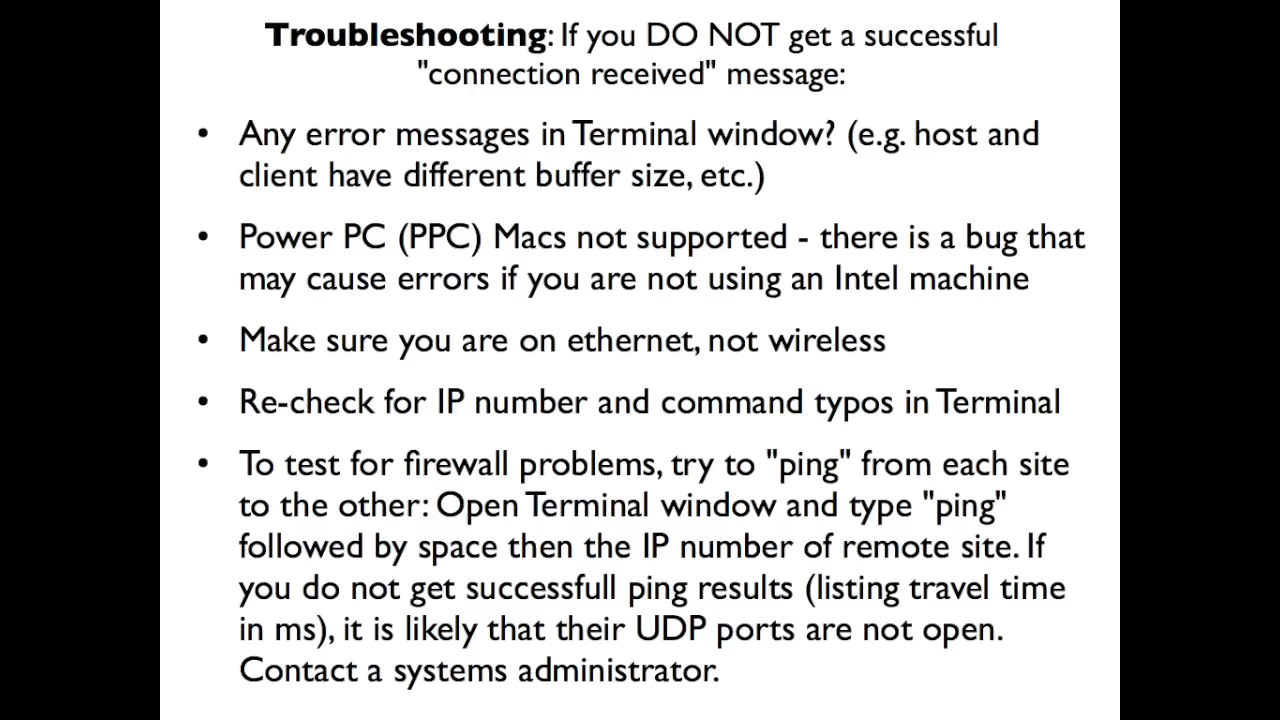 Troubleshooting: If you DO NOT get a successful
"connection received" message:
• Any error messages in Terminal window? (e.g. host and
client have different buffer size, etc.)
• Power PC (PPC) Macs not supported - there is a bug that
may cause errors if you are not using an Intel machine
• Make sure you are on ethernet, not wireless
• Re-check for IP number and command typos in Terminal
• To test for firewall problems, try to "ping" from each site
to the other: Open Terminal window and type "ping"
followed by space then the IP number of remote site. If
you do not get successfull ping results (listing travel time
in ms), it is likely that their UDP ports are not open.
Contact a systems administrator.